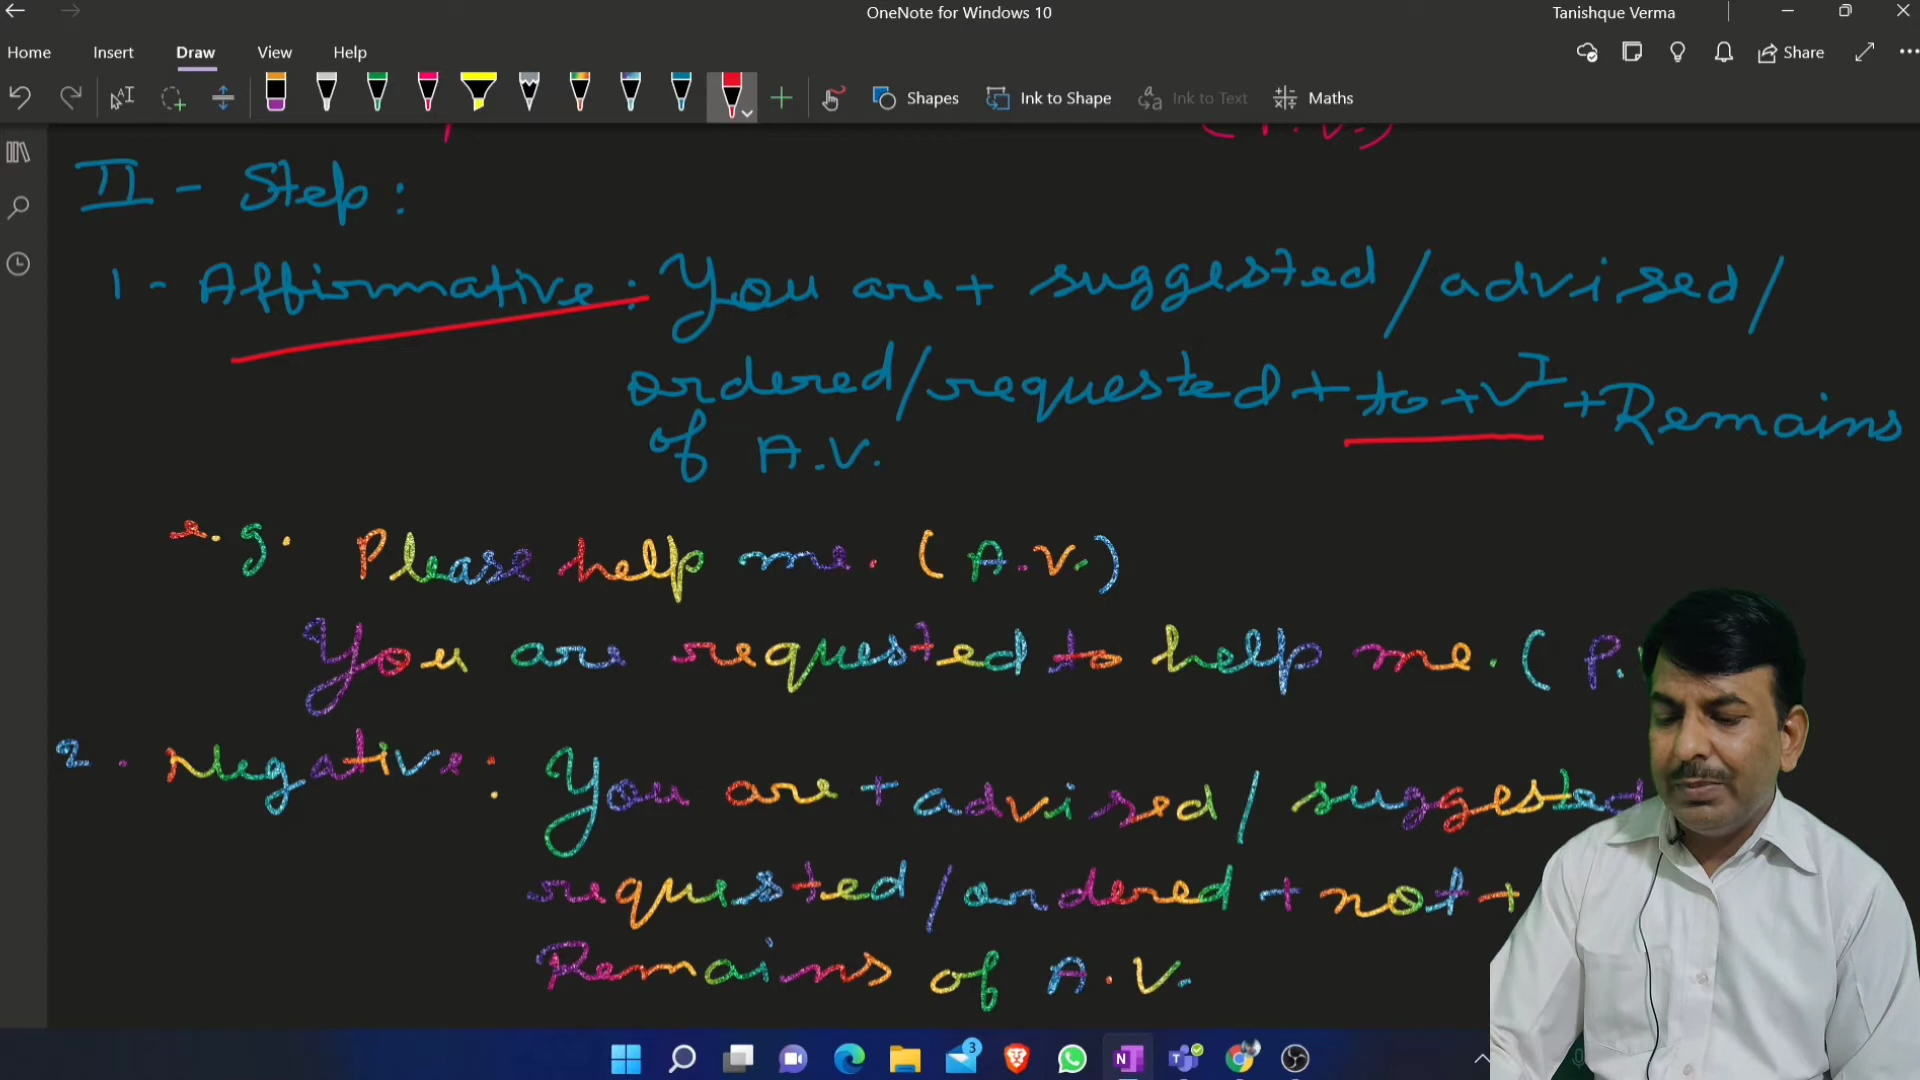 OneNote for Windows 10
Tanishque Verma
Home Insert Draw View Help
Share
Shapes Ink to Shape Ink to Text Maths
II - Step:
1 - Affirmative: You are + suggested/advised/
ordered/requested + to + V I + Remains
of A.V.
e.g. Please help me. (A.V.)
You are requested to help me. (P.
2. Negative: You are + advised/suggested
requested/ordered + not +
Remains of A.V.
3